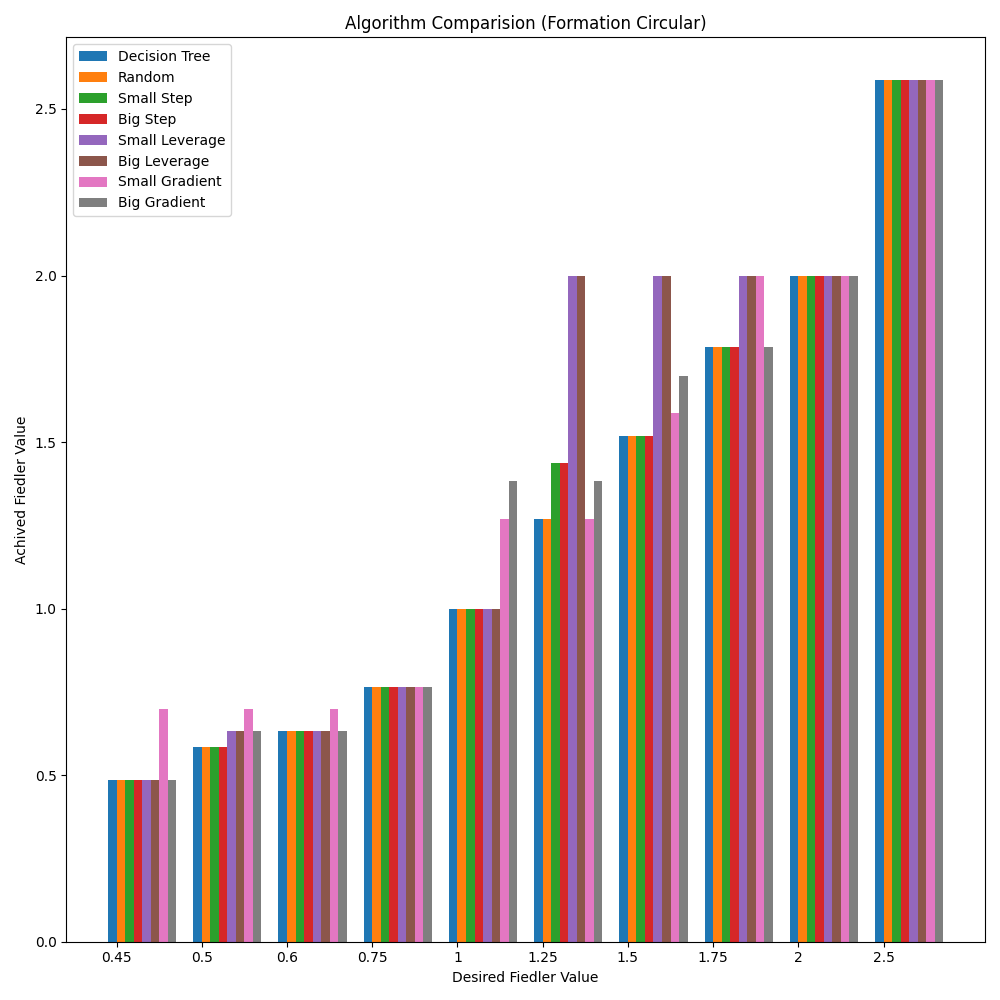 Algorithm Comparision (Formation Circular)
Decision Tree
Random
Small Step
Big Step
Small Leverage
Big Leverage
Small Gradient
Big Gradient
Achived Fiedler Value
2.5
2.0
1.5
1.0
0.5
0.0
0.45 0.5 0.6 0.75 1 1.25 1.5 1.75 2 2.5
Desired Fiedler Value